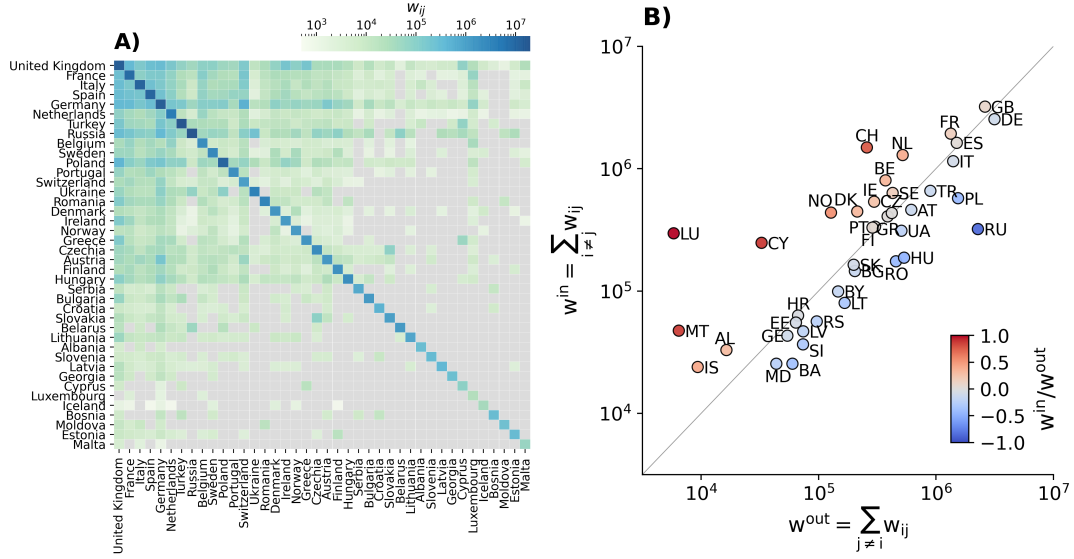 A)
w_ij
10^3 10^4 10^5 10^6 10^7
United Kingdom
France
Italy
Spain
Germany
Netherlands
Turkey
Russia
Belgium
Sweden
Poland
Portugal
Switzerland
Ukraine
Romania
Denmark
Ireland
Norway
Greece
Czechia
Austria
Finland
Hungary
Serbia
Bulgaria
Croatia
Slovakia
Belarus
Lithuania
Albania
Slovenia
Latvia
Georgia
Cyprus
Luxembourg
Iceland
Bosnia
Moldova
Estonia
Malta
United Kingdom
France
Italy
Spain
Germany
Netherlands
Turkey
Russia
Belgium
Sweden
Poland
Portugal
Switzerland
Ukraine
Romania
Denmark
Ireland
Norway
Greece
Czechia
Austria
Finland
Hungary
Serbia
Bulgaria
Croatia
Slovakia
Belarus
Lithuania
Albania
Slovenia
Latvia
Georgia
Cyprus
Luxembourg
Iceland
Bosnia
Moldova
Estonia
Malta
B)
10^7
10^6
10^5
10^4
w^in = ∑ w_ij
i≠j
GB
DE
FR
ES
IT
CH
NL
BE
IE
SE
TR
PL
NO
DK
CZ
AT
RU
PT
GR
UA
FI
LU
CY
SK
BG
RO
HU
BY
LT
HR
EE
RS
GE
LV
SI
MT
AL
IS
MD
BA
1.0
0.5
0.0
−0.5
−1.0
w^in/w^out
10^4 10^5 10^6 10^7
w^out = ∑ w_ij
j≠i